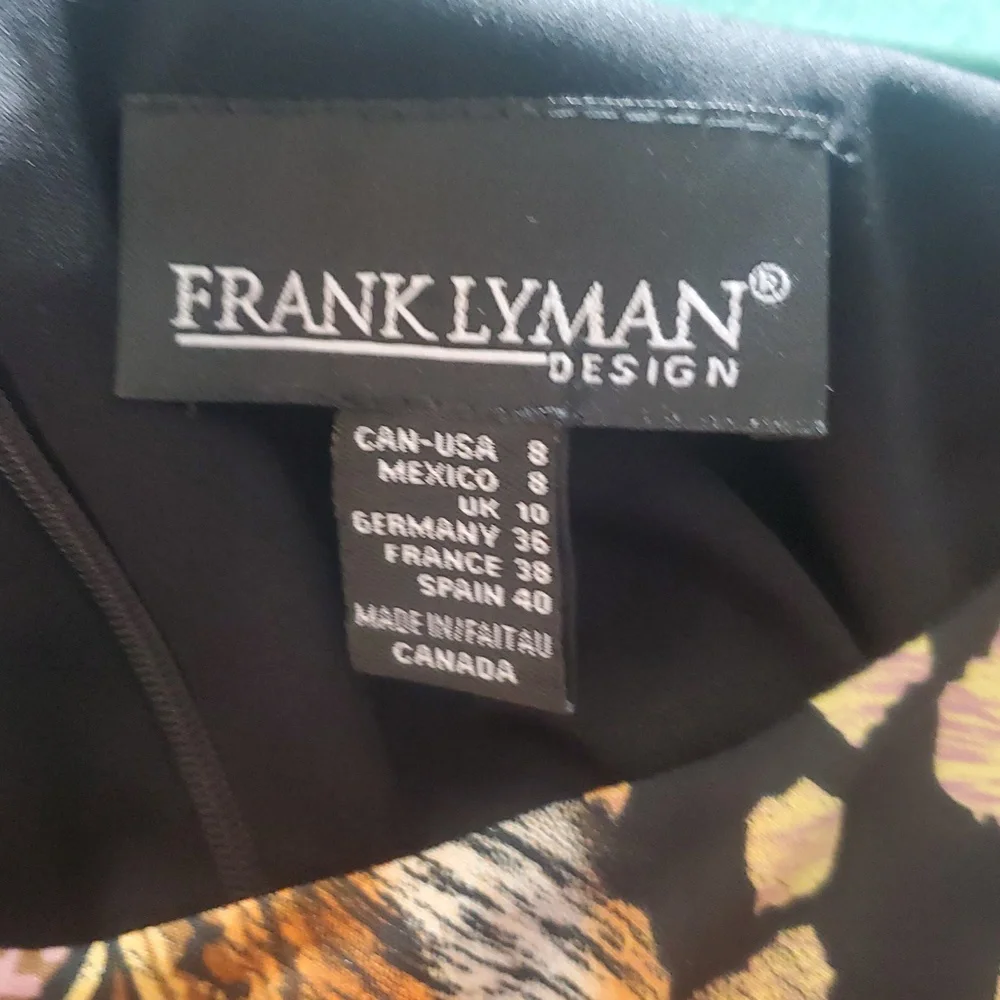 FRANK LYMAN®
DESIGN
CAN-USA 8
MEXICO 8
UK 10
GERMANY 36
FRANCE 38
SPAIN 40
MADE IN/FAIT AU
CANADA